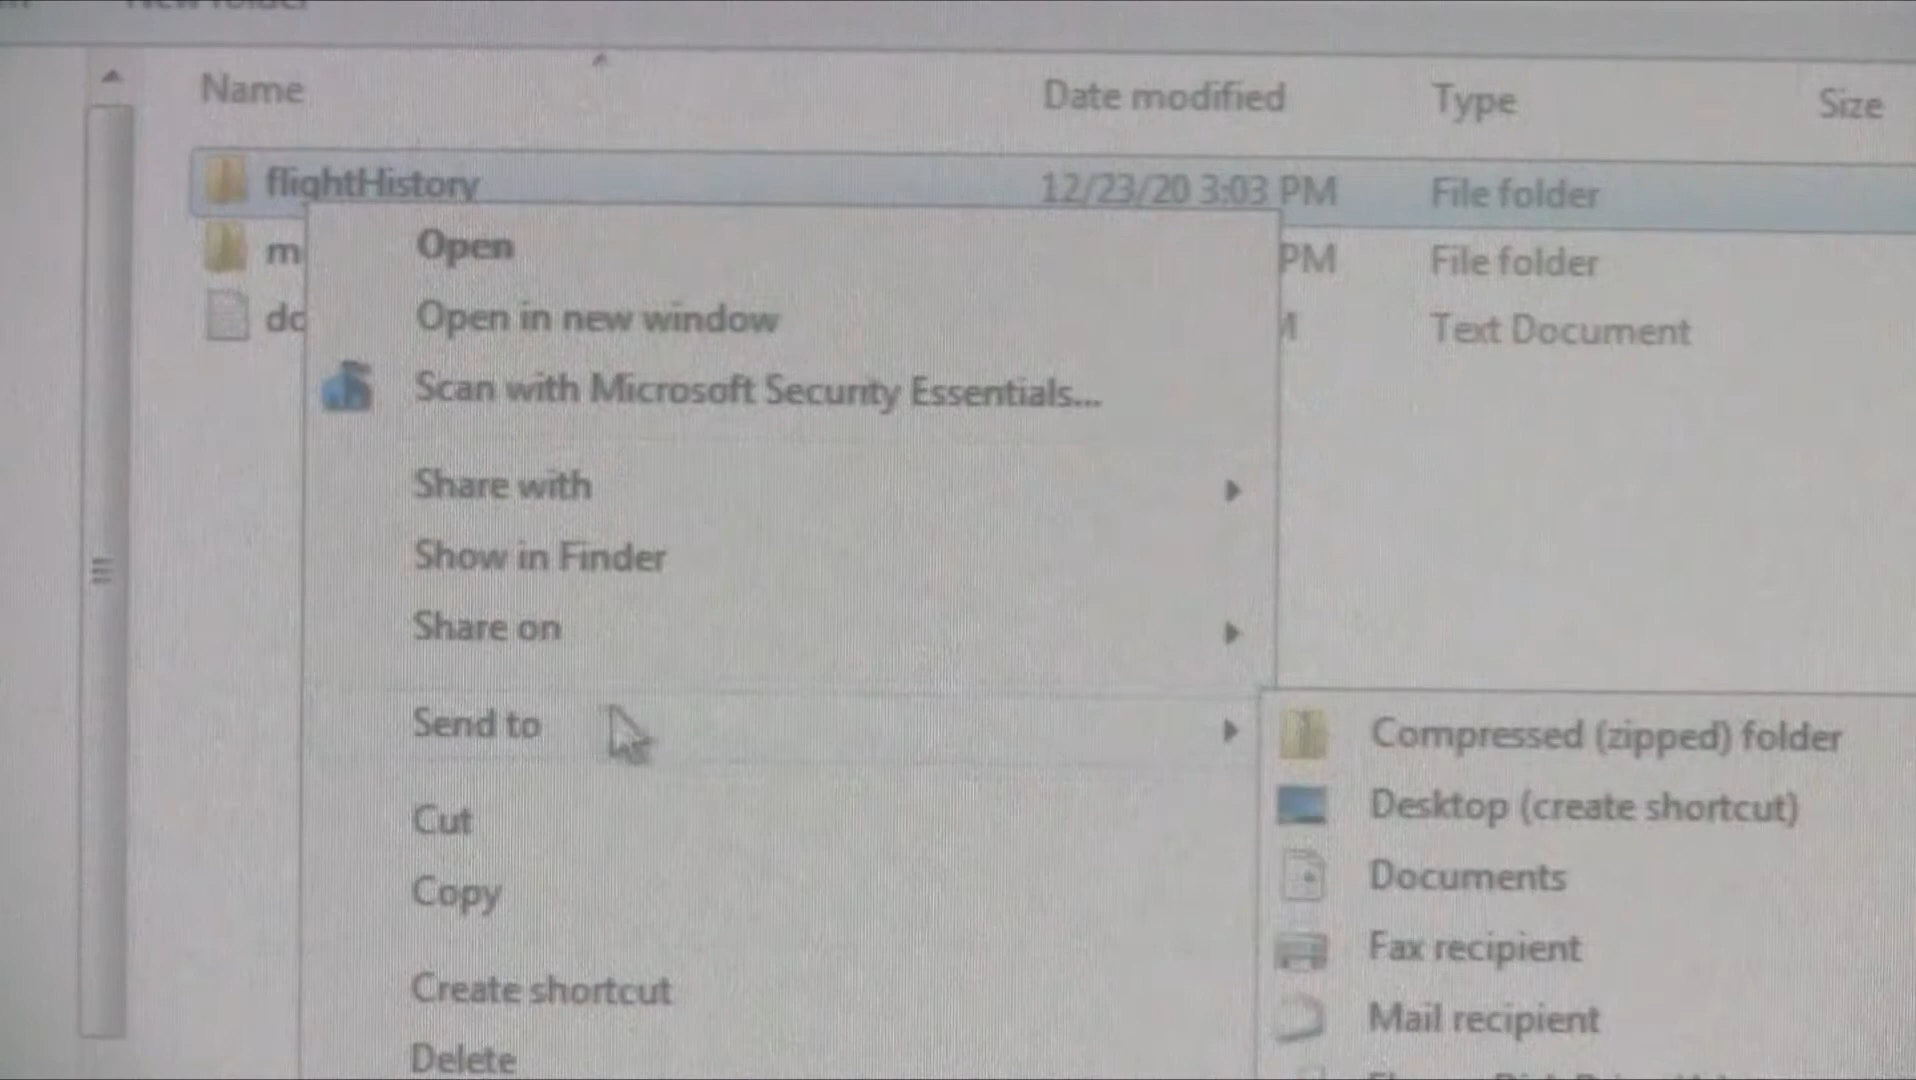 New folder
Name Date modified Type Size
flightHistory 12/23/20 3:03 PM File folder
m PM File folder
Text Document
Open
Open in new window
Scan with Microsoft Security Essentials...
Share with
Show in Finder
Share on
Send to
Cut
Copy
Create shortcut
Delete
Compressed (zipped) folder
Desktop (create shortcut)
Documents
Fax recipient
Mail recipient